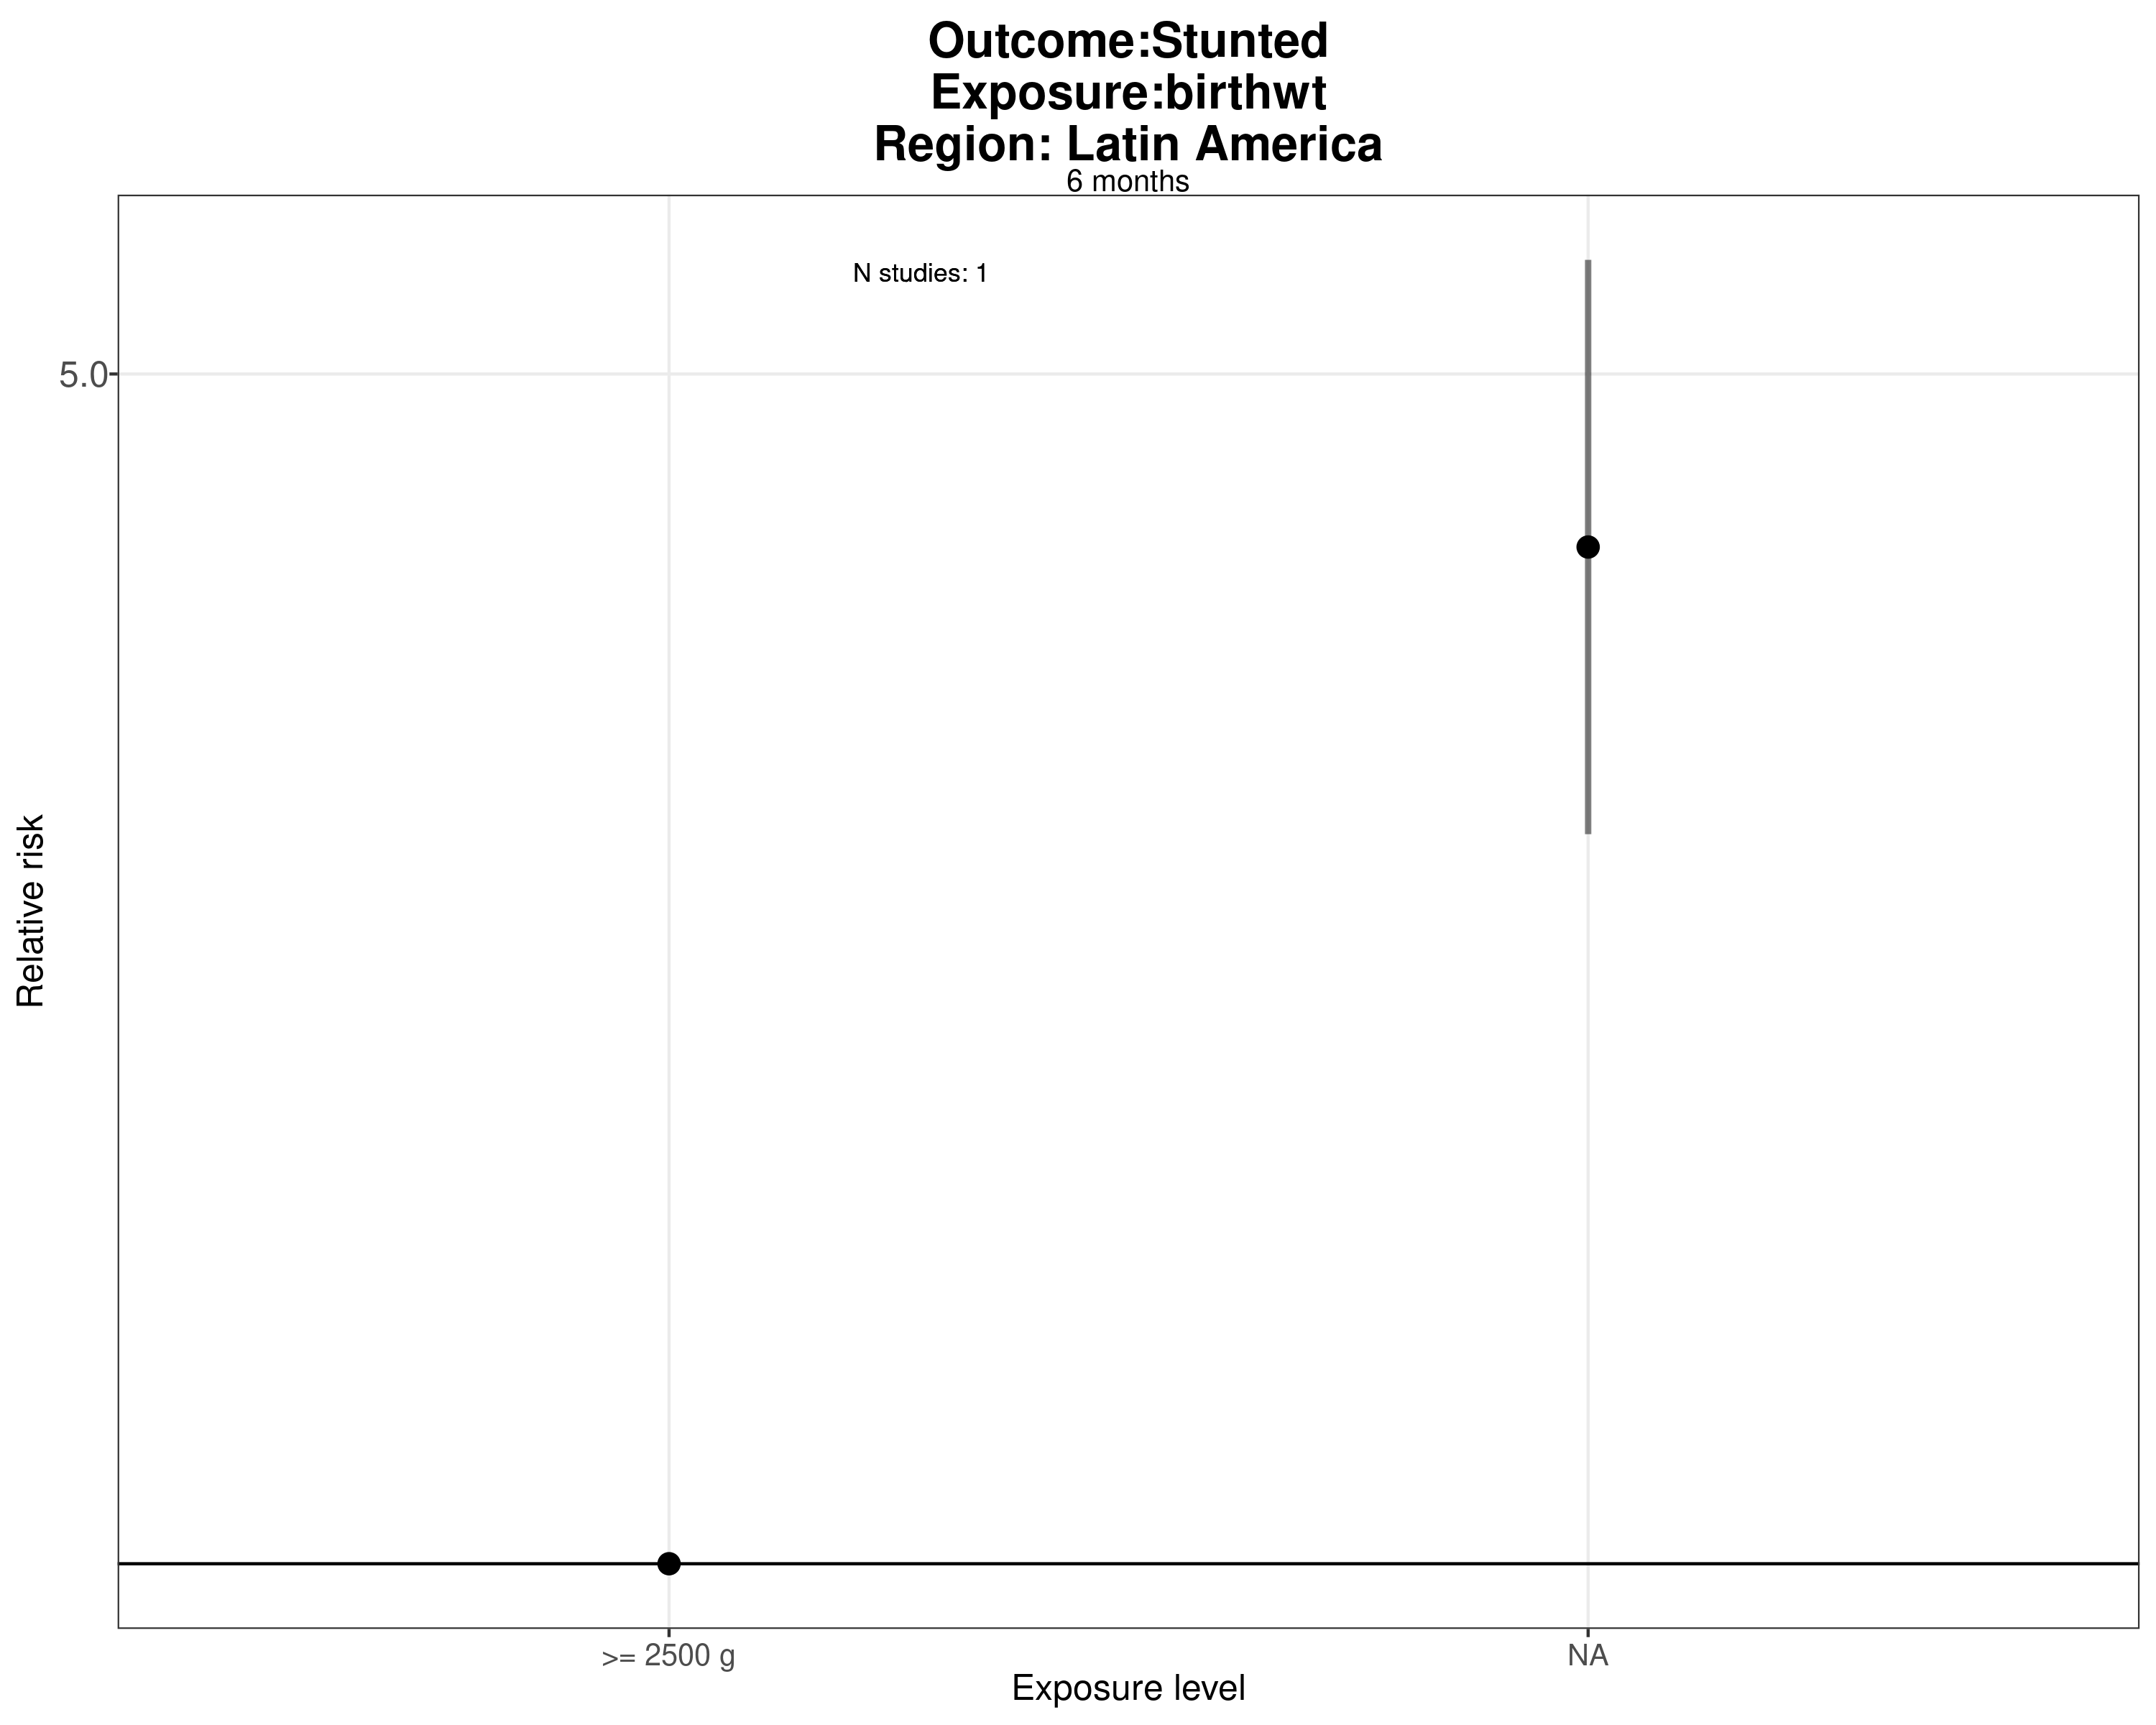 Outcome:Stunted
Exposure:birthwt
Region: Latin America
6 months
N studies: 1
5.0
Relative risk
>= 2500 g
NA
Exposure level